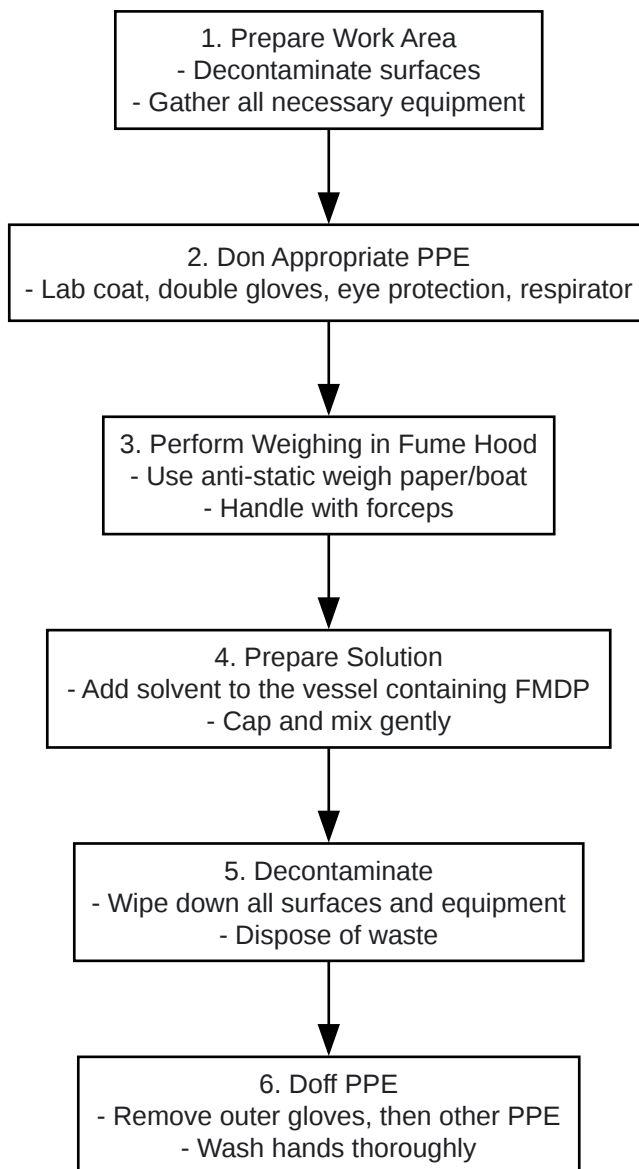 1. Prepare Work Area
- Decontaminate surfaces
- Gather all necessary equipment
2. Don Appropriate PPE
- Lab coat, double gloves, eye protection, respirator
3. Perform Weighing in Fume Hood
- Use anti-static weigh paper/boat
- Handle with forceps
4. Prepare Solution
- Add solvent to the vessel containing FMDP
- Cap and mix gently
5. Decontaminate
- Wipe down all surfaces and equipment
- Dispose of waste
6. Doff PPE
- Remove outer gloves, then other PPE
- Wash hands thoroughly